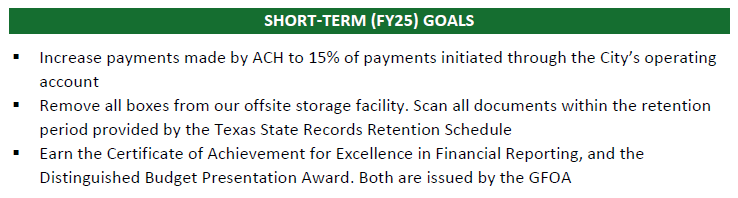 SHORT-TERM (FY25) GOALS
▪ Increase payments made by ACH to 15% of payments initiated through the City’s operating
account
▪ Remove all boxes from our offsite storage facility. Scan all documents within the retention
period provided by the Texas State Records Retention Schedule
▪ Earn the Certificate of Achievement for Excellence in Financial Reporting, and the
Distinguished Budget Presentation Award. Both are issued by the GFOA